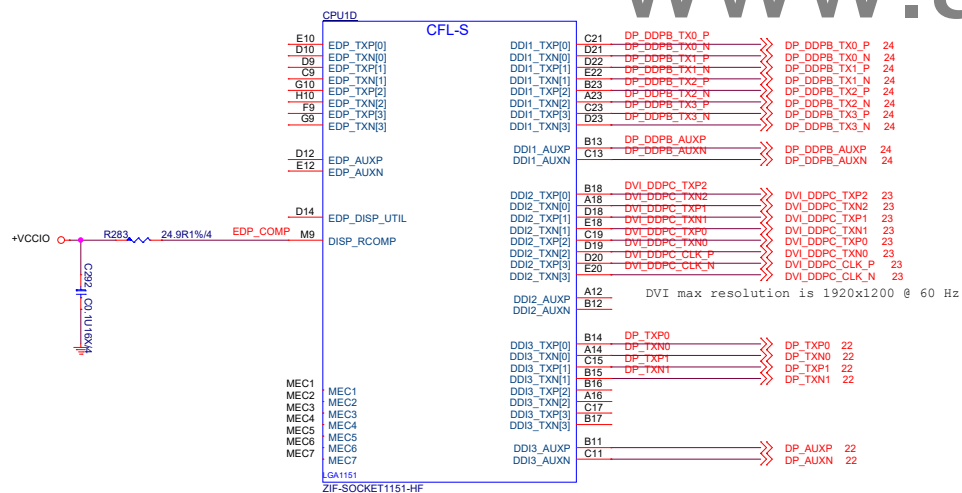 www.
CPU1D
CFL-S
E10 EDP_TXP[0]
D10 EDP_TXN[0]
D9 EDP_TXP[1]
C9 EDP_TXN[1]
G10 EDP_TXP[2]
H10 EDP_TXN[2]
F9 EDP_TXP[3]
G9 EDP_TXN[3]
D12 EDP_AUXP
E12 EDP_AUXN
D14 EDP_DISP_UTIL
+VCCIO R283 24.9R1%/4 EDP_COMP M9 DISP_RCOMP
C292 C0.1U16X/4
MEC1 MEC1
MEC2 MEC2
MEC3 MEC3
MEC4 MEC4
MEC5 MEC5
MEC6 MEC6
MEC7 MEC7
LGA1151
ZIF-SOCKET1151-HF
DDI1_TXP[0] C21 DP_DDPB_TX0_P DP_DDPB_TX0_P 24
DDI1_TXN[0] D21 DP_DDPB_TX0_N DP_DDPB_TX0_N 24
DDI1_TXP[1] D22 DP_DDPB_TX1_P DP_DDPB_TX1_P 24
DDI1_TXN[1] E22 DP_DDPB_TX1_N DP_DDPB_TX1_N 24
DDI1_TXP[2] B23 DP_DDPB_TX2_P DP_DDPB_TX2_P 24
DDI1_TXN[2] A23 DP_DDPB_TX2_N DP_DDPB_TX2_N 24
DDI1_TXP[3] C23 DP_DDPB_TX3_P DP_DDPB_TX3_P 24
DDI1_TXN[3] D23 DP_DDPB_TX3_N DP_DDPB_TX3_N 24
DDI1_AUXP B13 DP_DDPB_AUXP DP_DDPB_AUXP 24
DDI1_AUXN C13 DP_DDPB_AUXN DP_DDPB_AUXN 24
DDI2_TXP[0] B18 DVI_DDPC_TXP2 DVI_DDPC_TXP2 23
DDI2_TXN[0] A18 DVI_DDPC_TXN2 DVI_DDPC_TXN2 23
DDI2_TXP[1] D18 DVI_DDPC_TXP1 DVI_DDPC_TXP1 23
DDI2_TXN[1] E18 DVI_DDPC_TXN1 DVI_DDPC_TXN1 23
DDI2_TXP[2] C19 DVI_DDPC_TXP0 DVI_DDPC_TXP0 23
DDI2_TXN[2] D19 DVI_DDPC_TXN0 DVI_DDPC_TXN0 23
DDI2_TXP[3] D20 DVI_DDPC_CLK_P DVI_DDPC_CLK_P 23
DDI2_TXN[3] E20 DVI_DDPC_CLK_N DVI_DDPC_CLK_N 23
DDI2_AUXP A12
DDI2_AUXN B12
DVI max resolution is 1920x1200 @ 60 Hz
DDI3_TXP[0] B14 DP_TXP0 DP_TXP0 22
DDI3_TXN[0] A14 DP_TXN0 DP_TXN0 22
DDI3_TXP[1] C15 DP_TXP1 DP_TXP1 22
DDI3_TXN[1] B15 DP_TXN1 DP_TXN1 22
DDI3_TXP[2] B16
DDI3_TXN[2] A16
DDI3_TXP[3] C17
DDI3_TXN[3] B17
DDI3_AUXP B11 DP_AUXP 22
DDI3_AUXN C11 DP_AUXN 22